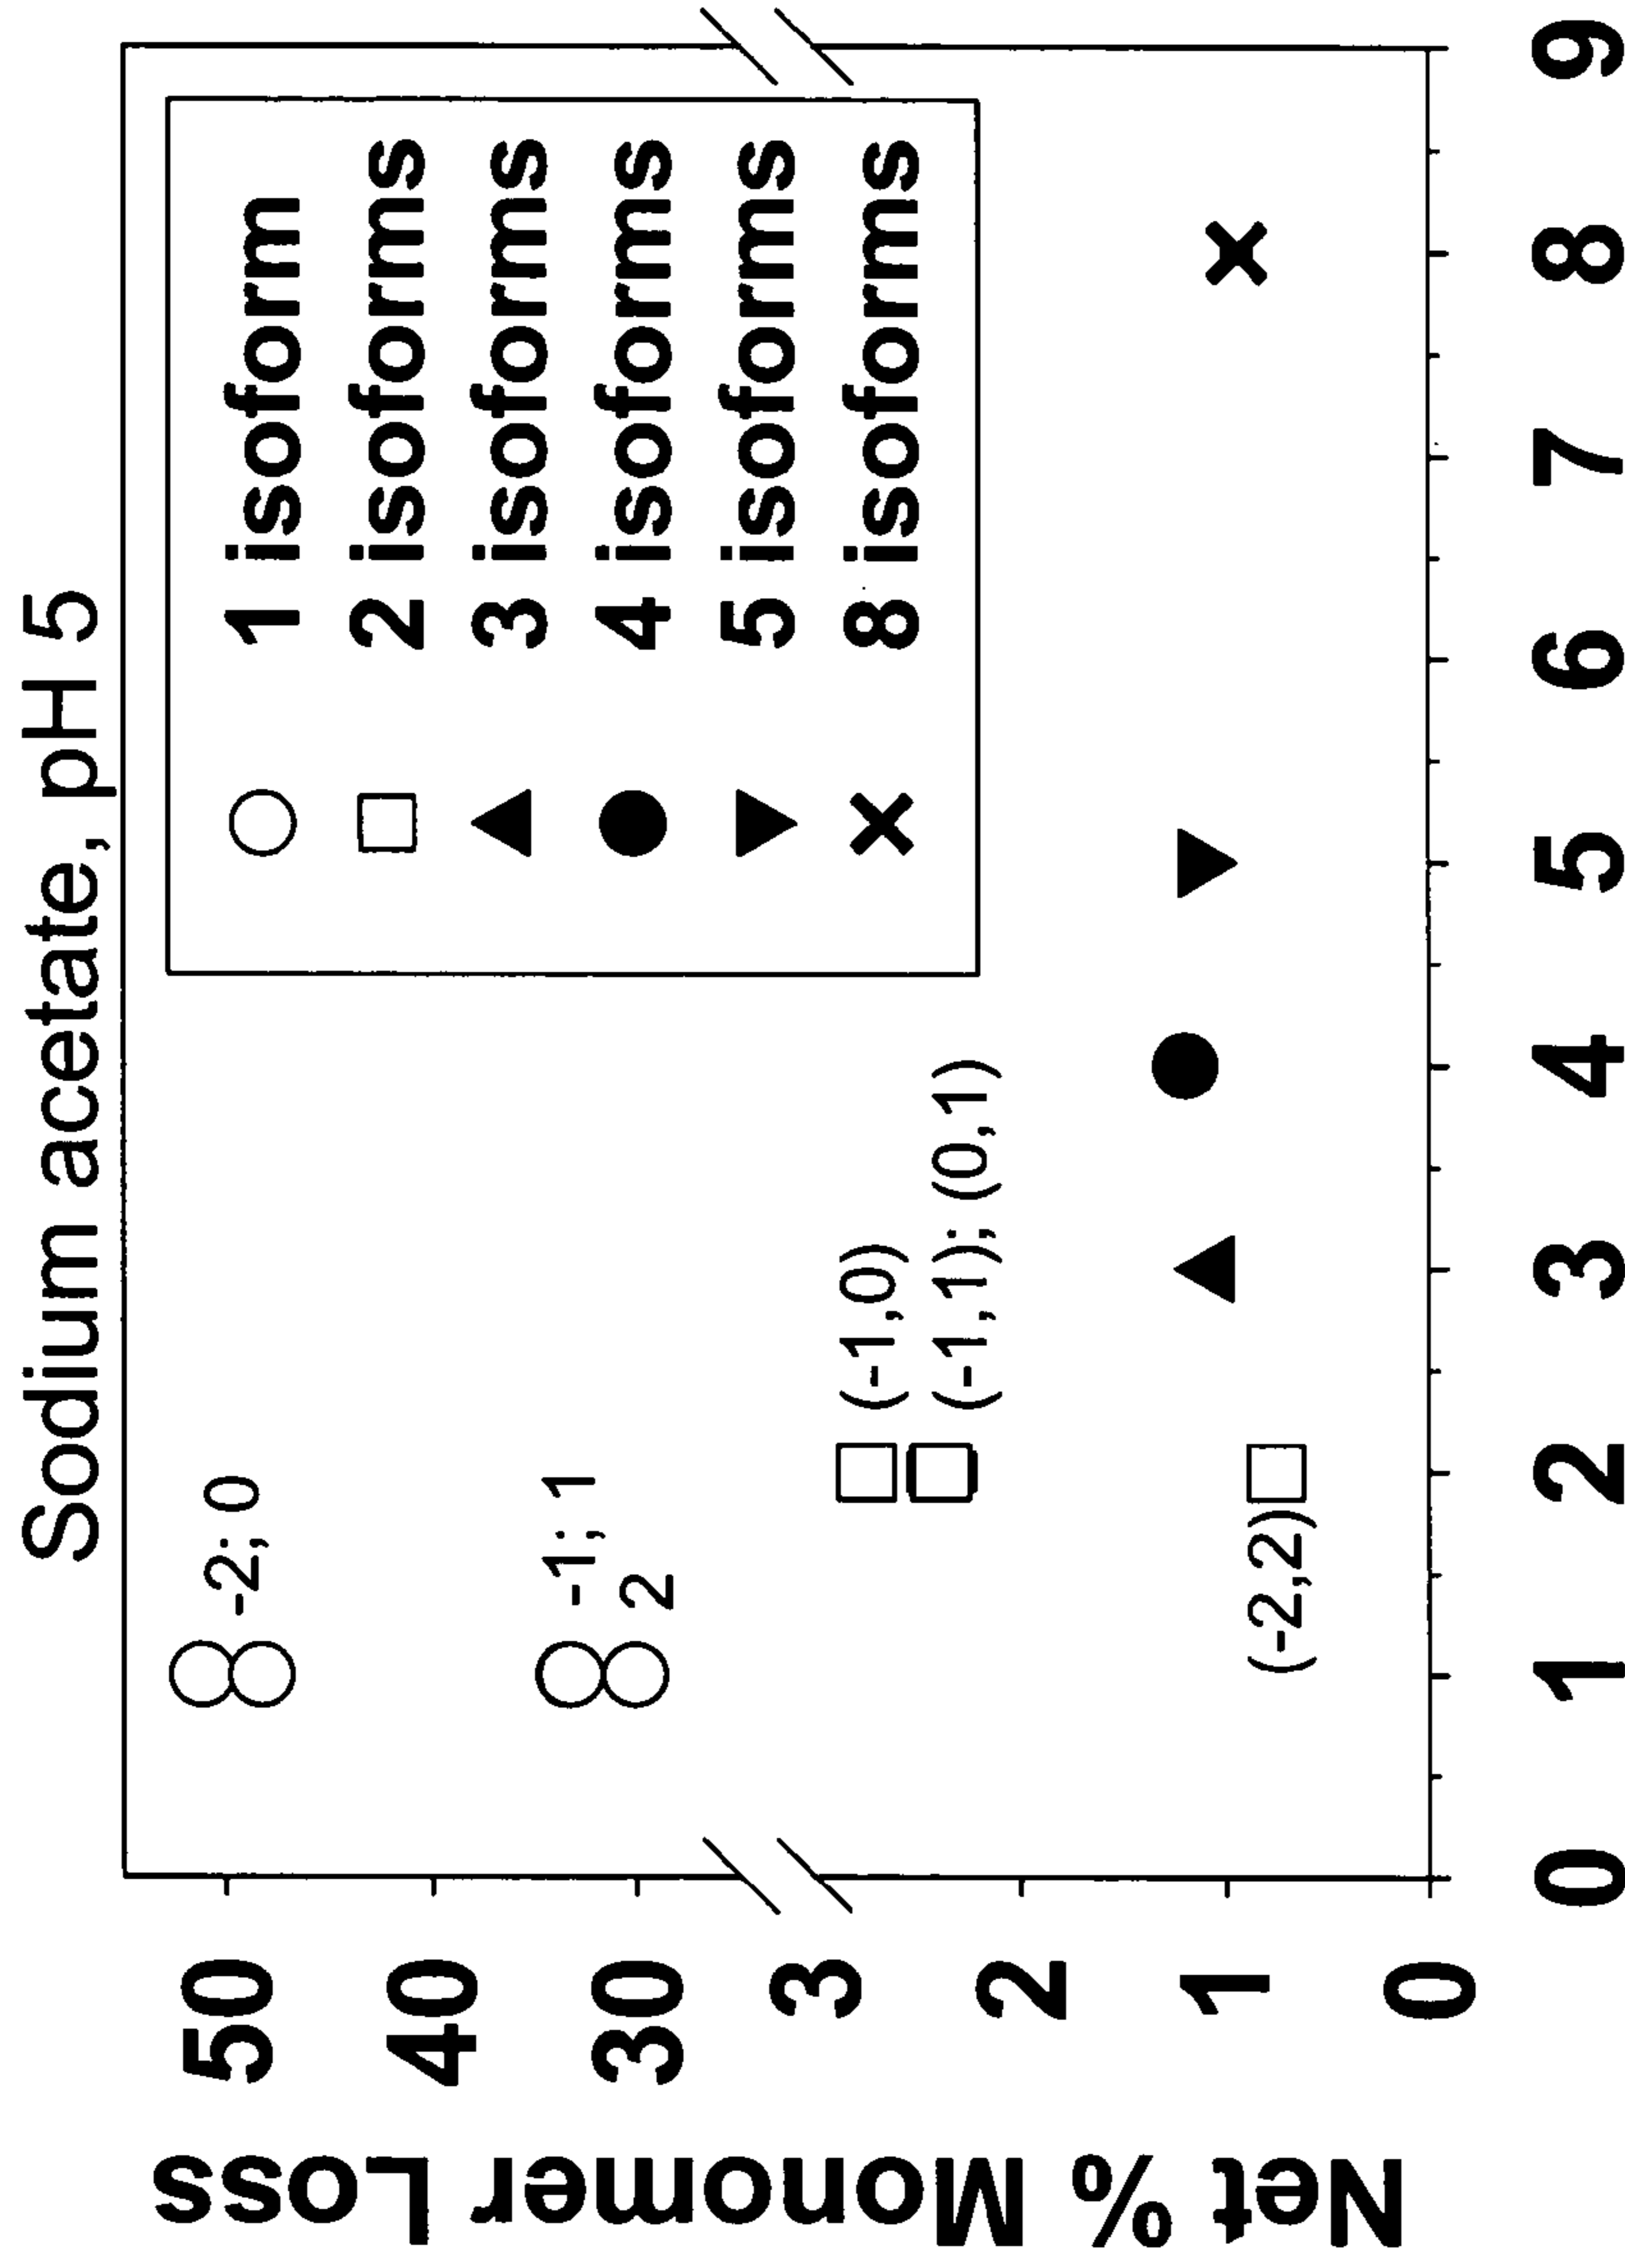 Sodium acetate, pH 5
Net % Monomer Loss
50
40
30
3
2
1
0
-2; 0
-1; 1
2
(-1,0)
(-1,1); (0,1)
(-2,2)
1 isoform
2 isoforms
3 isoforms
4 isoforms
5 isoforms
8 isoforms
0 1 2 3 4 5 6 7 8 9